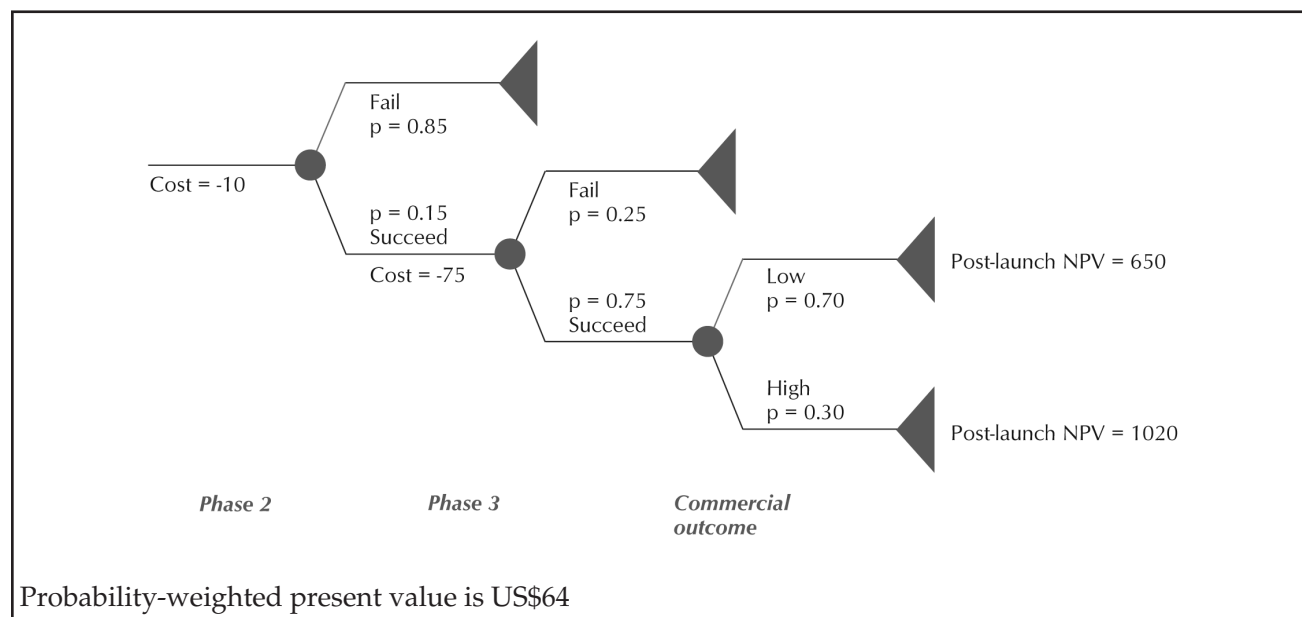 Fail
p = 0.85
Cost = -10
p = 0.15
Succeed
Cost = -75
Fail
p = 0.25
p = 0.75
Succeed
Low
p = 0.70
Post-launch NPV = 650
High
p = 0.30
Post-launch NPV = 1020
Phase 2
Phase 3
Commercial
outcome
Probability-weighted present value is US$64